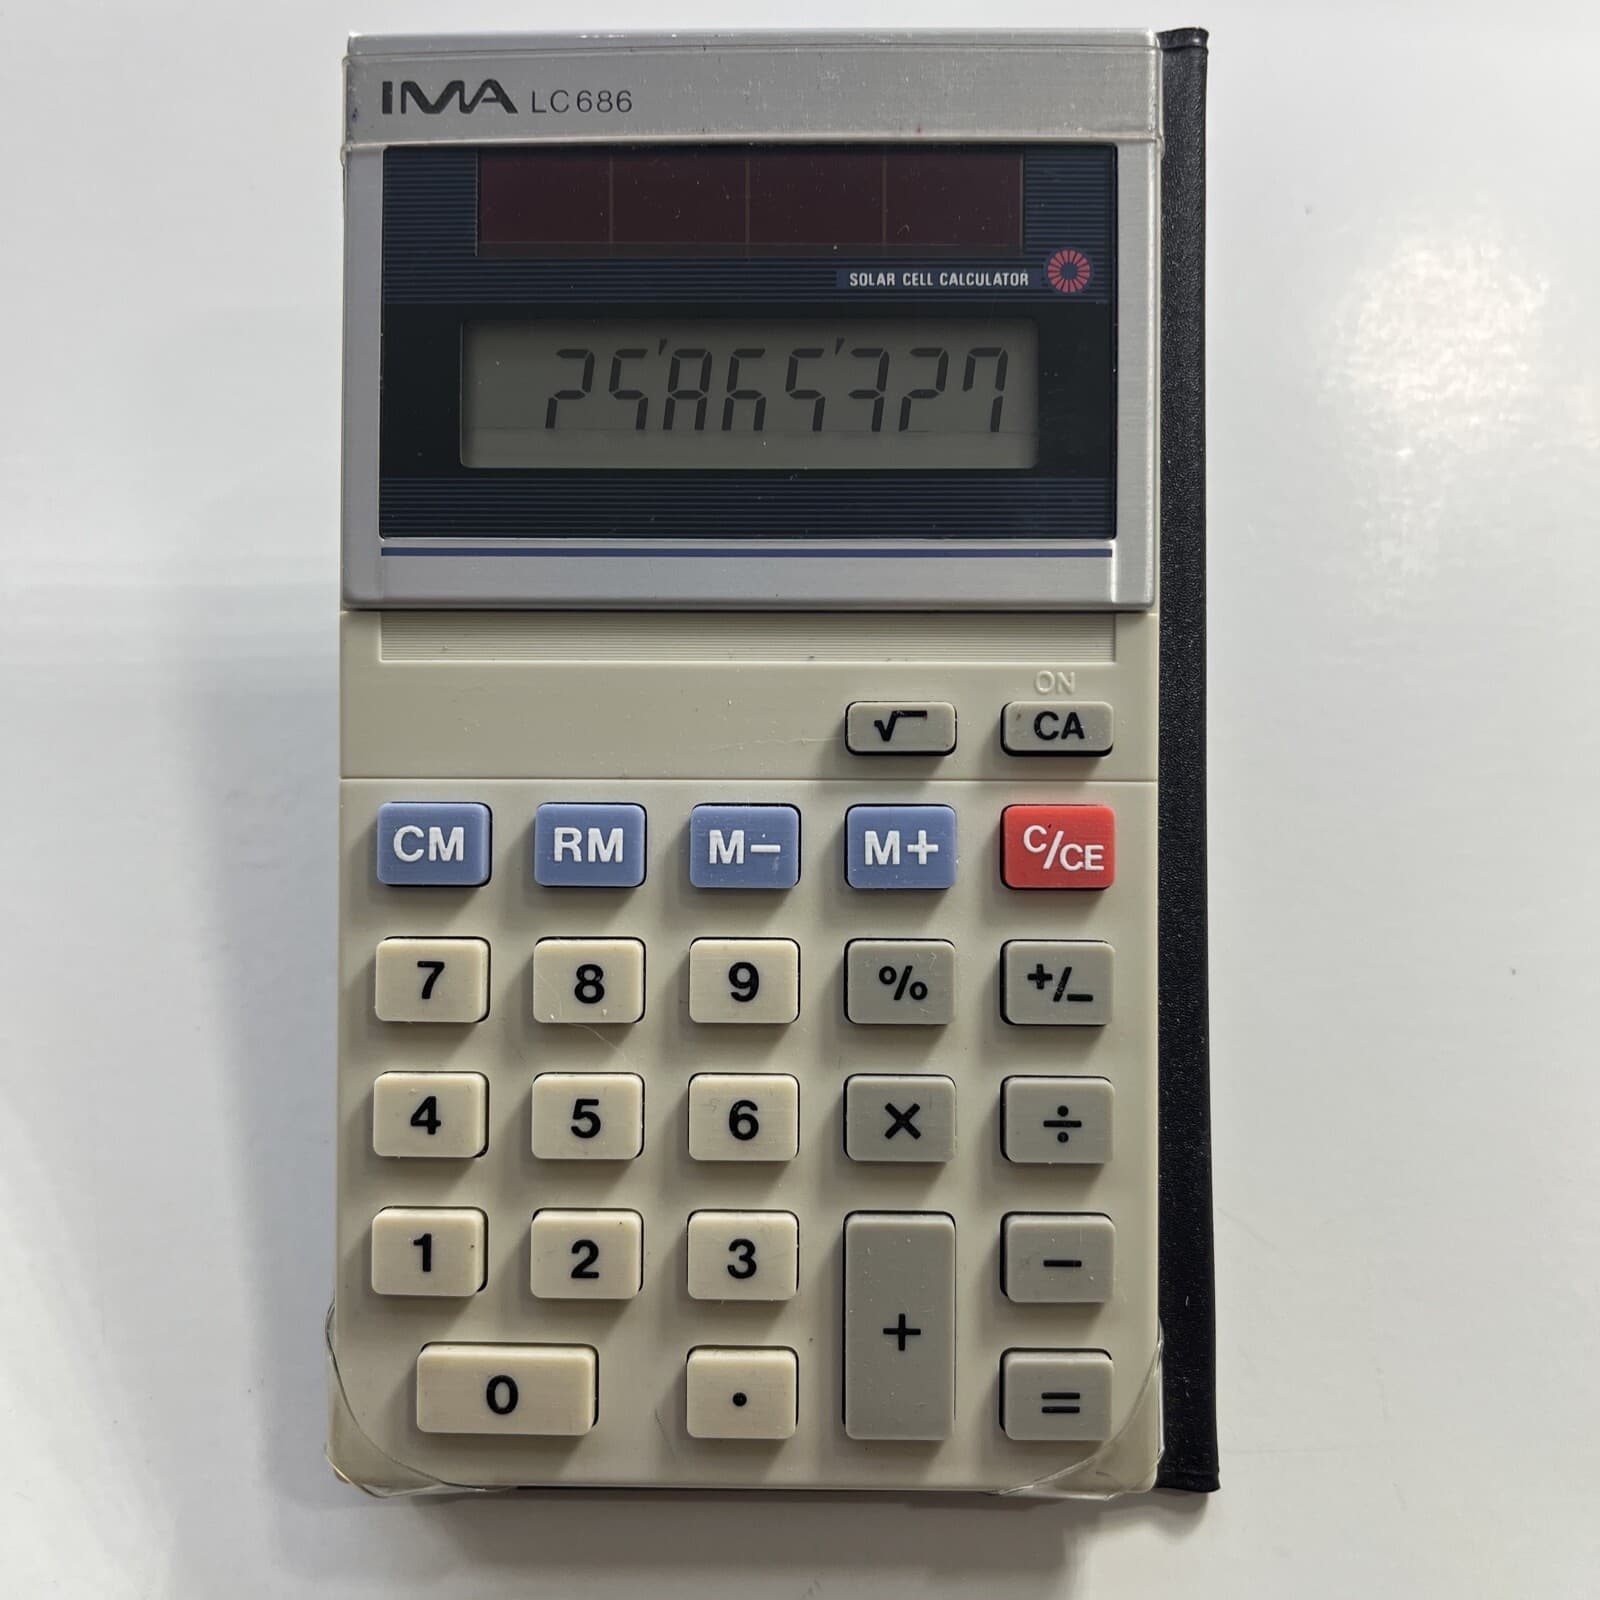 IMA LC686
SOLAR CELL CALCULATOR
25'865'327
ON
√ CA
CM RM M− M+ C/CE
7 8 9 % +/−
4 5 6 × ÷
1 2 3 + −
0 . =